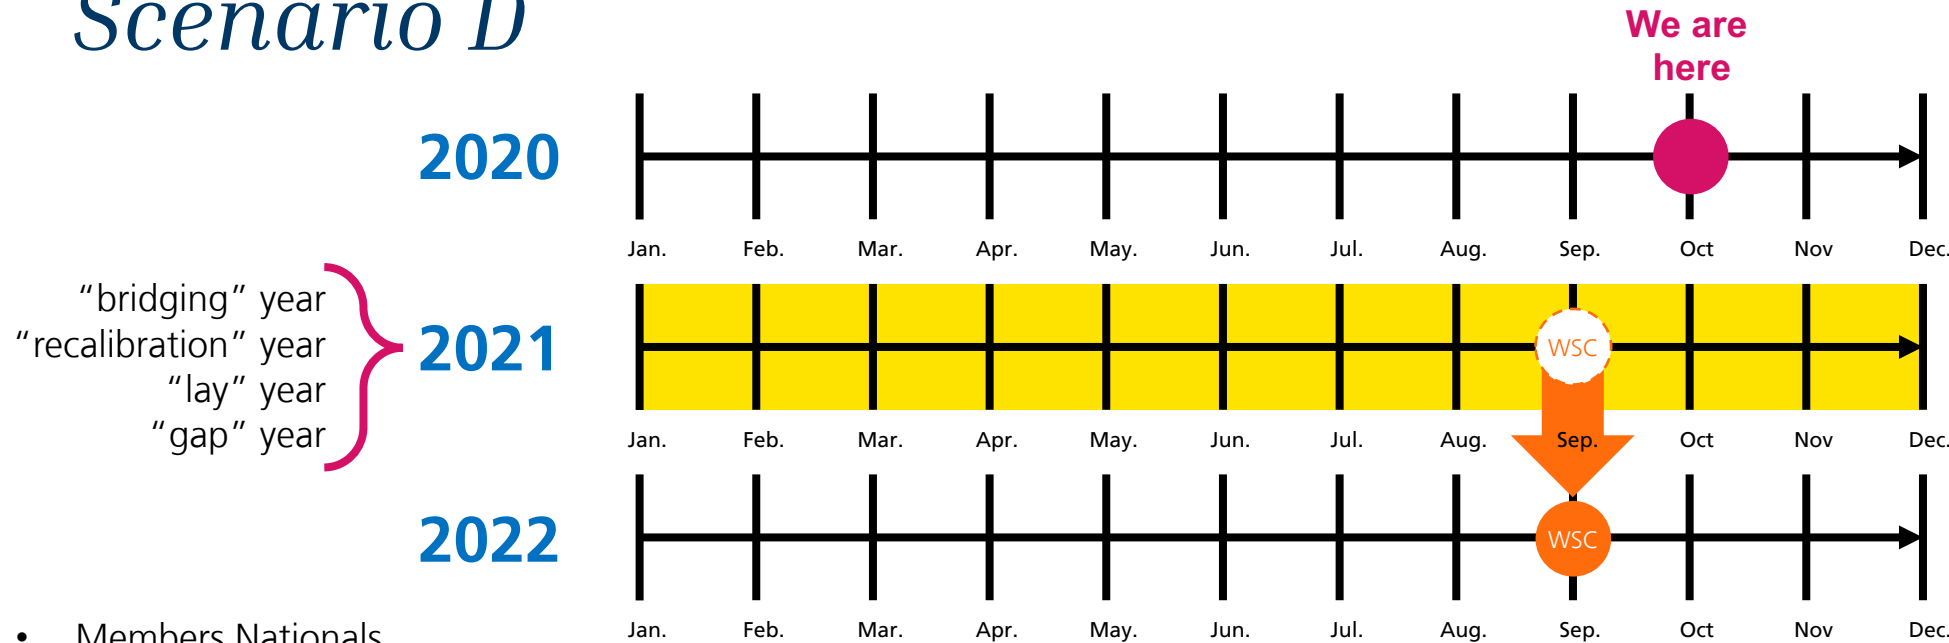 Scenario D
We are
here
2020
Jan. Feb. Mar. Apr. May. Jun. Jul. Aug. Sep. Oct Nov Dec.
“bridging” year
“recalibration” year
“lay” year
“gap” year
2021
WSC
Jan. Feb. Mar. Apr. May. Jun. Jul. Aug. Sep. Oct Nov Dec.
2022
WSC
• Members Nationals
Jan. Feb. Mar. Apr. May. Jun. Jul. Aug. Sep. Oct Nov Dec.